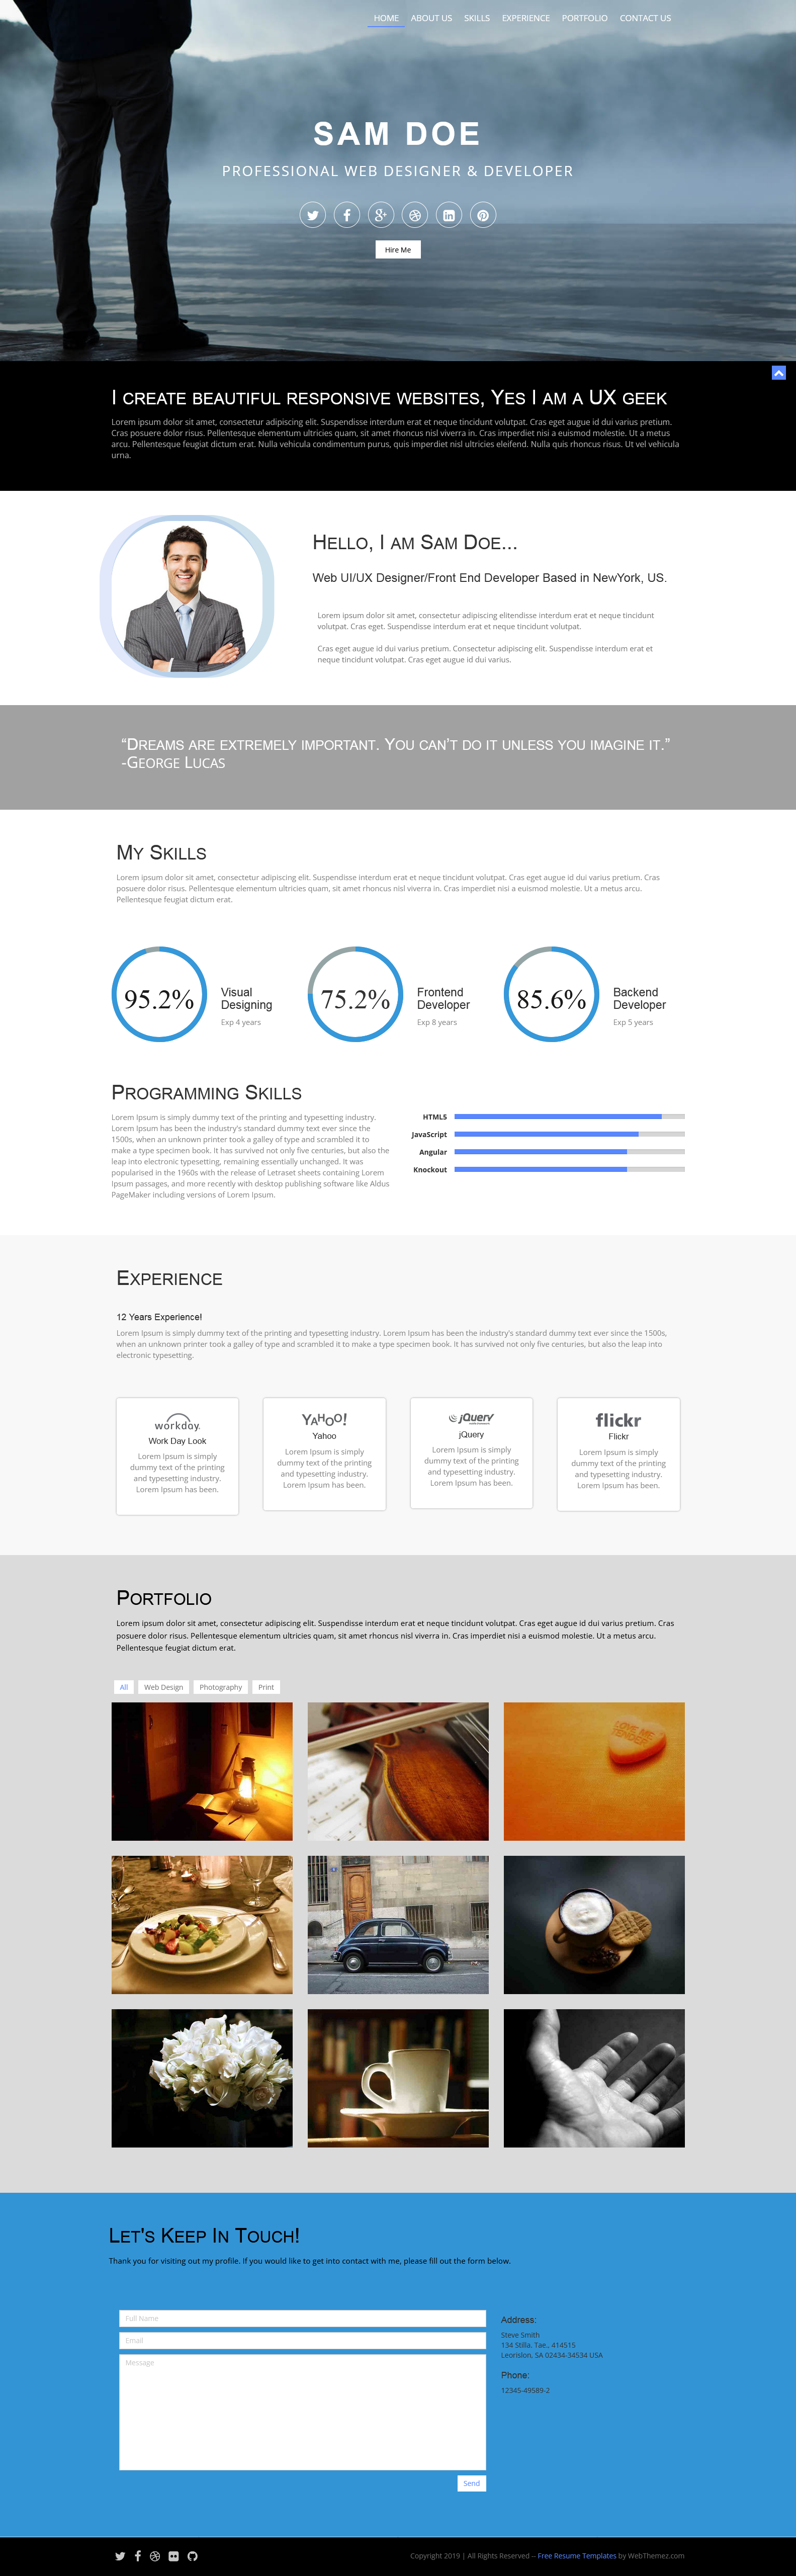 HOME ABOUT US SKILLS EXPERIENCE PORTFOLIO CONTACT US
SAM DOE
PROFESSIONAL WEB DESIGNER & DEVELOPER
Hire Me
I create beautiful responsive websites, Yes I am a UX geek
Lorem ipsum dolor sit amet, consectetur adipiscing elit. Suspendisse interdum erat et neque tincidunt volutpat. Cras eget augue id dui varius pretium.
Cras posuere dolor risus. Pellentesque elementum ultricies quam, sit amet rhoncus nisl viverra in. Cras imperdiet nisi a euismod molestie. Ut a metus
arcu. Pellentesque feugiat dictum erat. Nulla vehicula condimentum purus, quis imperdiet nisl ultricies eleifend. Nulla quis rhoncus risus. Ut vel vehicula
urna.
Hello, I am Sam Doe...
Web UI/UX Designer/Front End Developer Based in NewYork, US.
Lorem ipsum dolor sit amet, consectetur adipiscing elitendisse interdum erat et neque tincidunt
volutpat. Cras eget. Suspendisse interdum erat et neque tincidunt volutpat.
Cras eget augue id dui varius pretium. Consectetur adipiscing elit. Suspendisse interdum erat et
neque tincidunt volutpat. Cras eget augue id dui varius.
“Dreams are extremely important. You can’t do it unless you imagine it.”
-George Lucas
My Skills
Lorem ipsum dolor sit amet, consectetur adipiscing elit. Suspendisse interdum erat et neque tincidunt volutpat. Cras eget augue id dui varius pretium. Cras
posuere dolor risus. Pellentesque elementum ultricies quam, sit amet rhoncus nisl viverra in. Cras imperdiet nisi a euismod molestie. Ut a metus arcu.
Pellentesque feugiat dictum erat.
95.2%
Visual
Designing
Exp 4 years
75.2%
Frontend
Developer
Exp 8 years
85.6%
Backend
Developer
Exp 5 years
Programming Skills
Lorem Ipsum is simply dummy text of the printing and typesetting industry.
Lorem Ipsum has been the industry's standard dummy text ever since the
1500s, when an unknown printer took a galley of type and scrambled it to
make a type specimen book. It has survived not only five centuries, but also the
leap into electronic typesetting, remaining essentially unchanged. It was
popularised in the 1960s with the release of Letraset sheets containing Lorem
Ipsum passages, and more recently with desktop publishing software like Aldus
PageMaker including versions of Lorem Ipsum.
HTML5
JavaScript
Angular
Knockout
Experience
12 Years Experience!
Lorem Ipsum is simply dummy text of the printing and typesetting industry. Lorem Ipsum has been the industry's standard dummy text ever since the 1500s,
when an unknown printer took a galley of type and scrambled it to make a type specimen book. It has survived not only five centuries, but also the leap into
electronic typesetting.
workday.
Work Day Look
Lorem Ipsum is simply
dummy text of the printing
and typesetting industry.
Lorem Ipsum has been.
YAHOO!
Yahoo
Lorem Ipsum is simply
dummy text of the printing
and typesetting industry.
Lorem Ipsum has been.
jQuery
jQuery
Lorem Ipsum is simply
dummy text of the printing
and typesetting industry.
Lorem Ipsum has been.
flickr
Flickr
Lorem Ipsum is simply
dummy text of the printing
and typesetting industry.
Lorem Ipsum has been.
Portfolio
Lorem ipsum dolor sit amet, consectetur adipiscing elit. Suspendisse interdum erat et neque tincidunt volutpat. Cras eget augue id dui varius pretium. Cras
posuere dolor risus. Pellentesque elementum ultricies quam, sit amet rhoncus nisl viverra in. Cras imperdiet nisi a euismod molestie. Ut a metus arcu.
Pellentesque feugiat dictum erat.
All Web Design Photography Print
LOVE ME
TENDER
Let's Keep In Touch!
Thank you for visiting out my profile. If you would like to get into contact with me, please fill out the form below.
Full Name
Email
Message
Send
Address:
Steve Smith
134 Stilla. Tae., 414515
Leorislon, SA 02434-34534 USA
Phone:
12345-49589-2
Copyright 2019 | All Rights Reserved -- Free Resume Templates by WebThemez.com